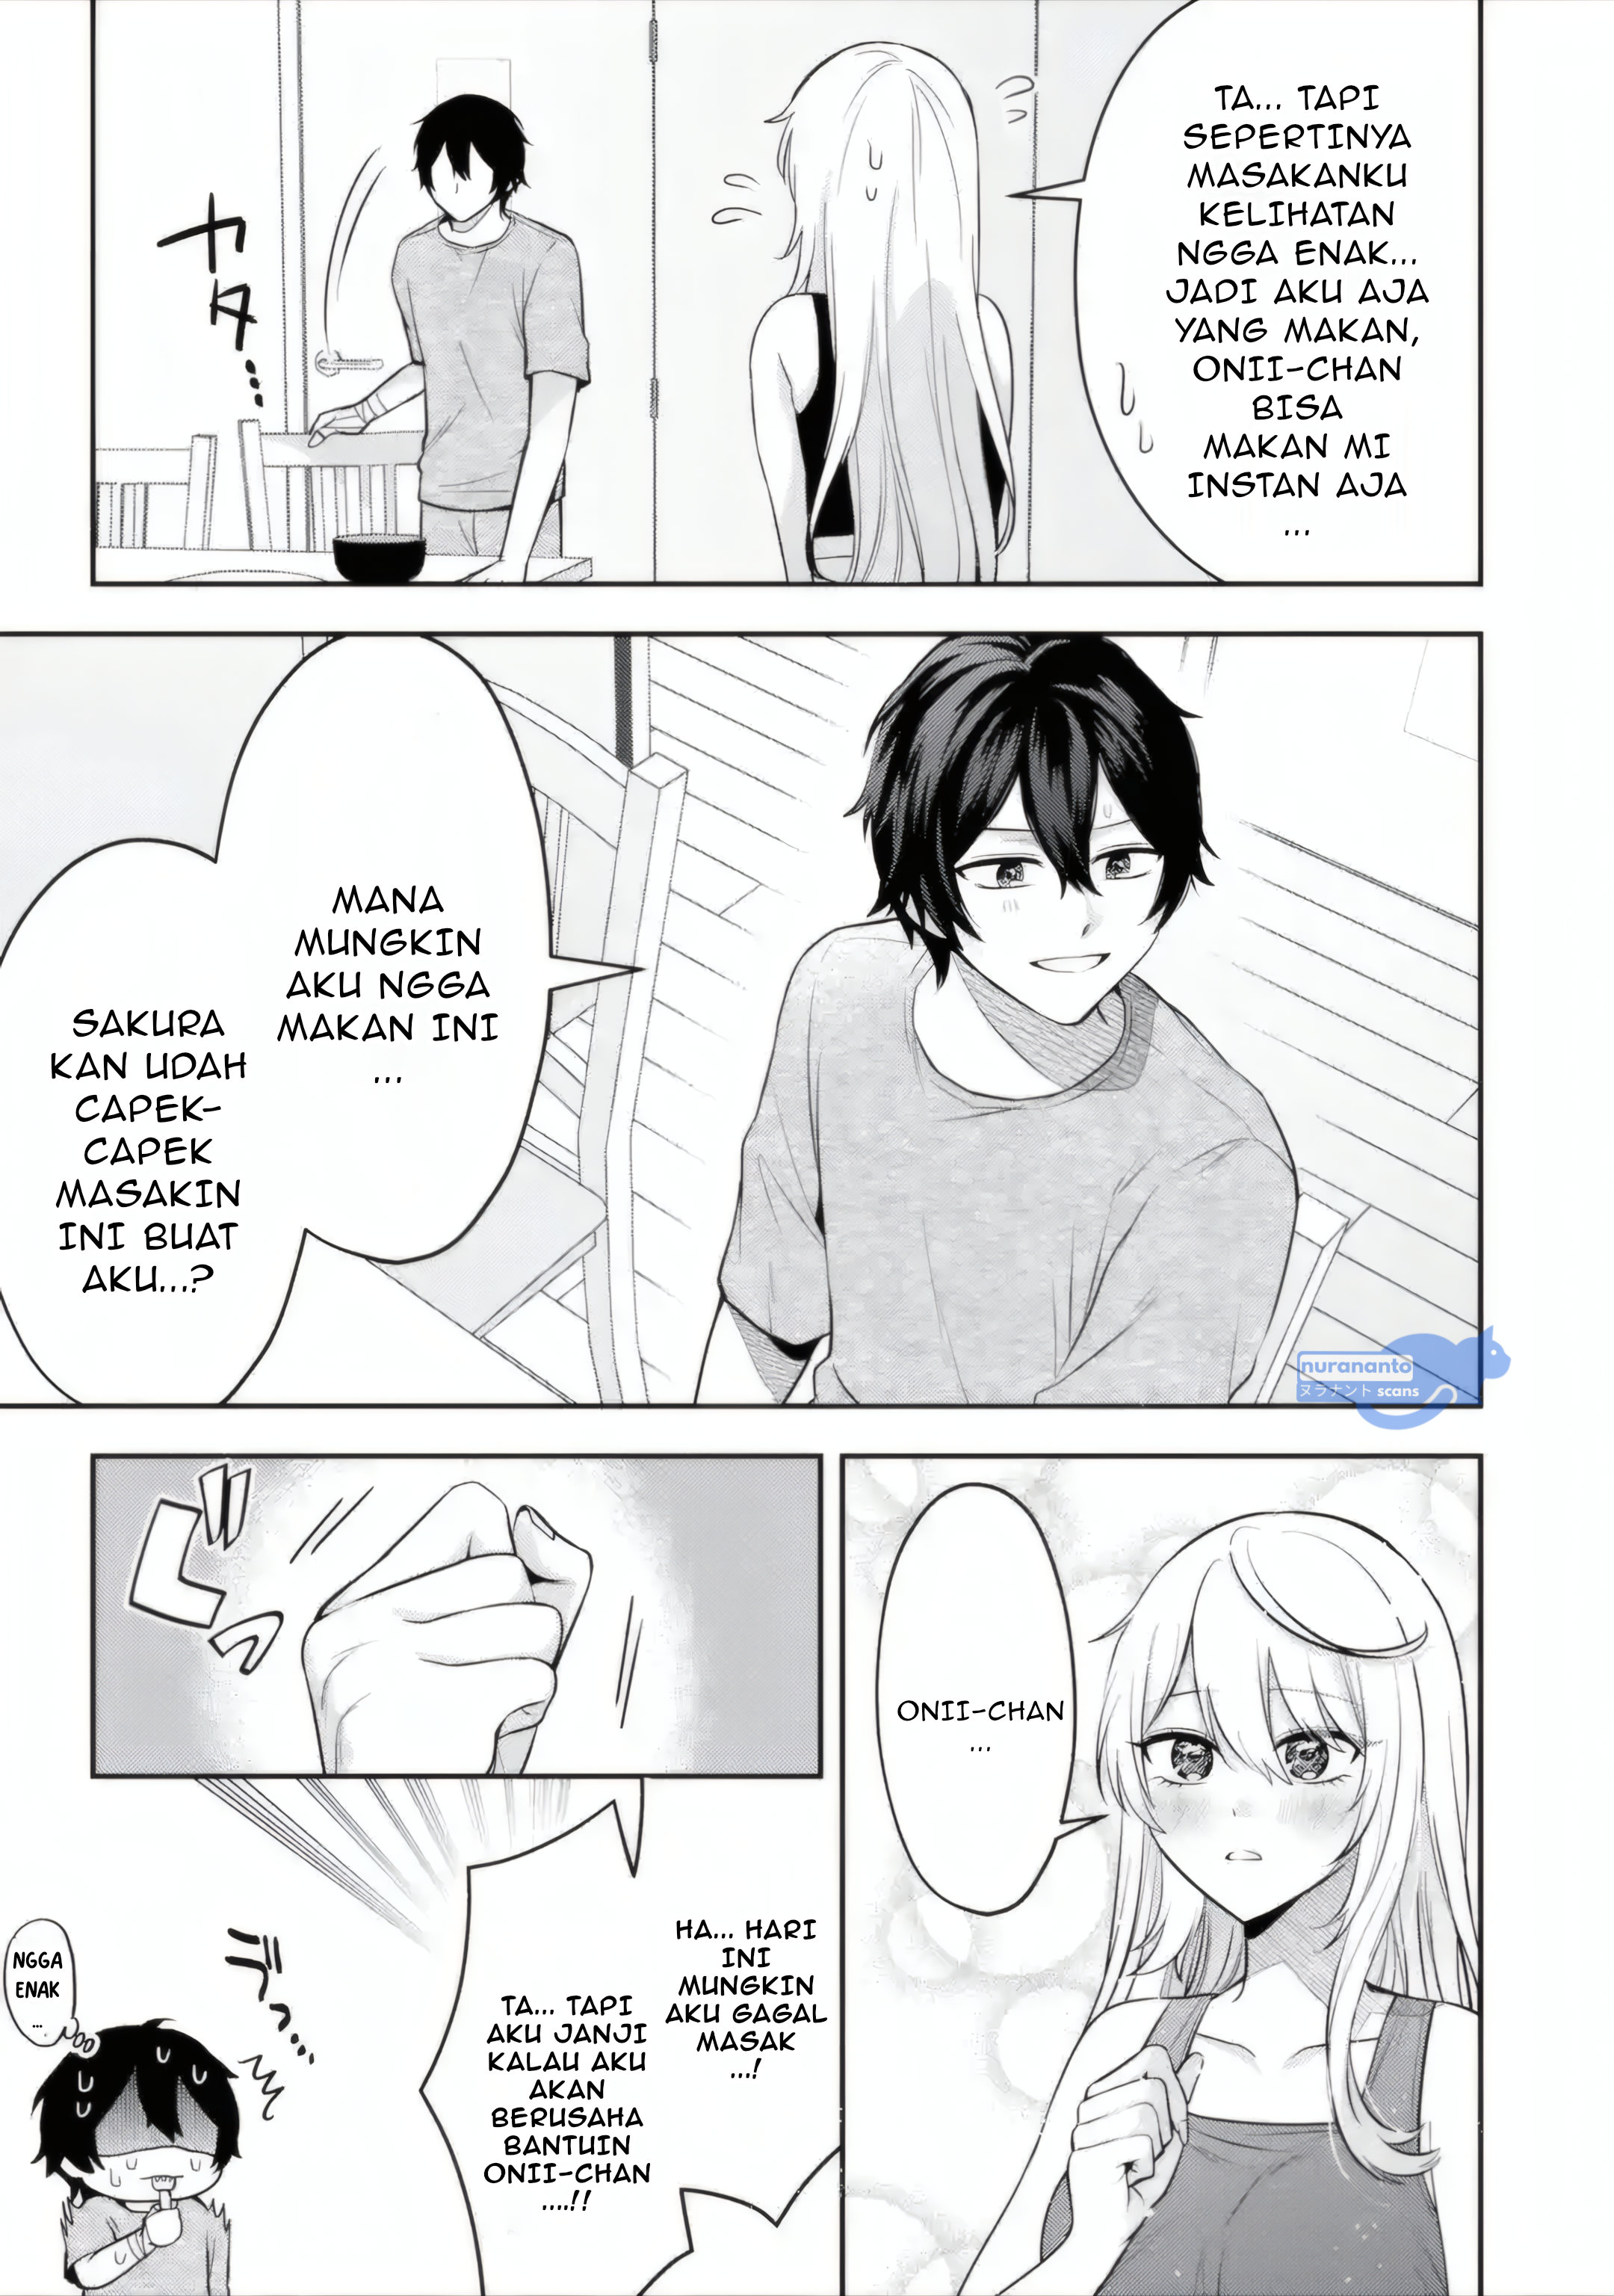 TA... TAPI
SEPERTINYA
MASAKANKU
KELIHATAN
NGGA ENAK...
JADI AKU AJA
YANG MAKAN,
ONII-CHAN
BISA
MAKAN MI
INSTAN AJA
...
カタ...
MANA
MUNGKIN
AKU NGGA
MAKAN INI
...
SAKURA
KAN UDAH
CAPEK-
CAPEK
MASAKIN
INI BUAT
AKU...?
nurananto
ヌラナント scans
ONII-CHAN
...
ビシッ
HA... HARI
INI
MUNGKIN
AKU GAGAL
MASAK
...!
TA... TAPI
AKU JANJI
KALAU AKU
AKAN
BERUSAHA
BANTUIN
ONII-CHAN
....!!
NGGA
ENAK
...